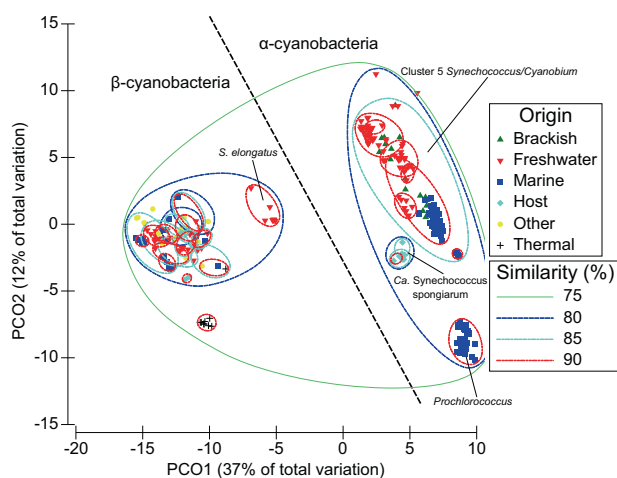 α-cyanobacteria
β-cyanobacteria
Cluster 5 Synechococcus/Cyanobium
S. elongatus
Ca. Synechococcus
spongiarum
Prochlorococcus
15
10
5
0
-5
-10
-15
PCO2 (12% of total variation)
-20
-15
-10
-5
0
5
10
PCO1 (37% of total variation)
Origin
Brackish
Freshwater
Marine
Host
Other
Thermal
Similarity (%)
75
80
85
90